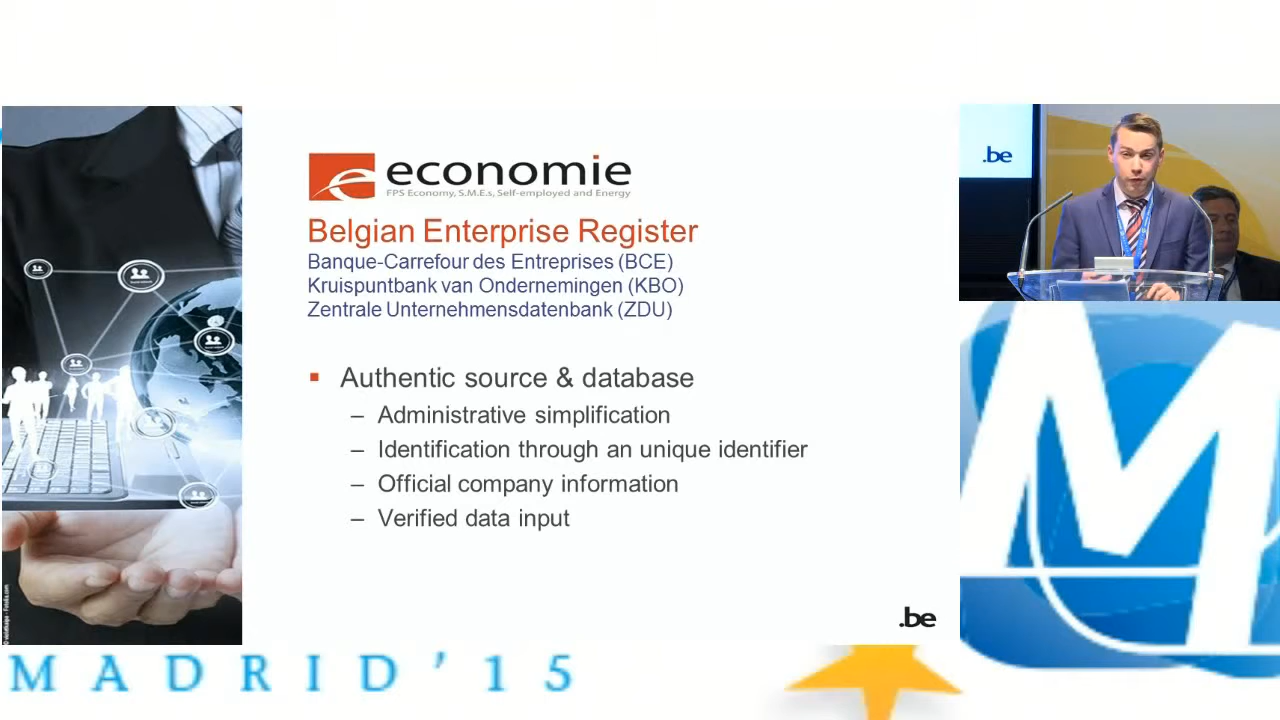 economie
FPS Economy, S.M.E.s, Self-employed and Energy
Belgian Enterprise Register
Banque-Carrefour des Entreprises (BCE)
Kruispuntbank van Ondernemingen (KBO)
Zentrale Unternehmensdatenbank (ZDU)
▪ Authentic source & database
– Administrative simplification
– Identification through an unique identifier
– Official company information
– Verified data input
.be
.be
M
MADRID'15